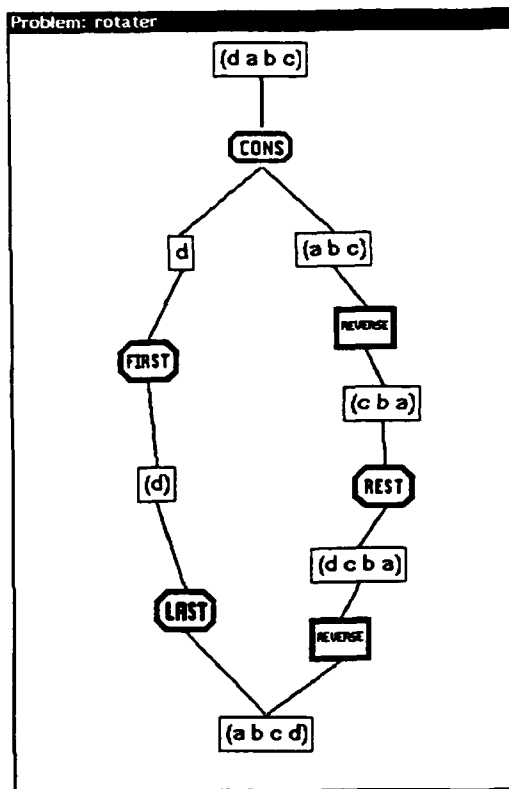 Problem: rotater
(d a b c)
CONS
d
(a b c)
REVERSE
FIRST
(c b a)
(d)
REST
(d c b a)
LAST
REVERSE
(a b c d)